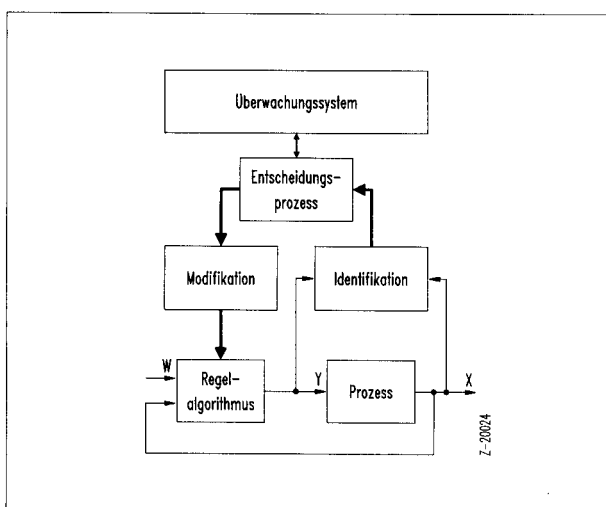 Überwachungssystem
Entscheidungs-
prozess
Modifikation
Identifikation
W
Regel-
algorithmus
Y
Prozess
X
Z-20024